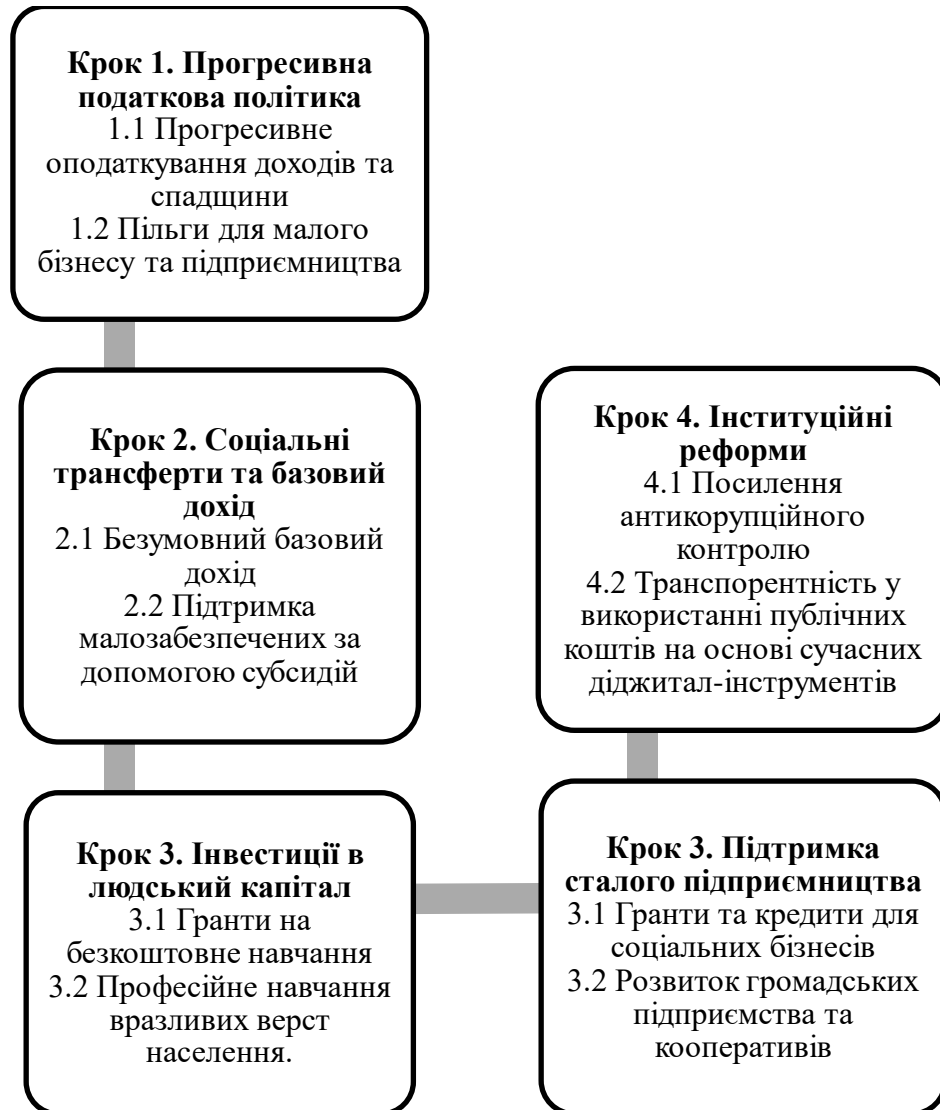 Крок 1. Прогресивна
податкова політика
1.1 Прогресивне
оподаткування доходів та
спадщини
1.2 Пільги для малого
бізнесу та підприємництва
Крок 2. Соціальні
трансферти та базовий
дохід
2.1 Безумовний базовий
дохід
2.2 Підтримка
малозабезпечених за
допомогою субсидій
Крок 3. Інвестиції в
людський капітал
3.1 Гранти на
безкоштовне навчання
3.2 Професійне навчання
вразливих верст
населення.
Крок 3. Підтримка
сталого підприємництва
3.1 Гранти та кредити для
соціальних бізнесів
3.2 Розвиток громадських
підприємства та
кооперативів
Крок 4. Інституційні
реформи
4.1 Посилення
антикорупційного
контролю
4.2 Транспорентність у
використанні публічних
коштів на основі сучасних
діджитал-інструментів